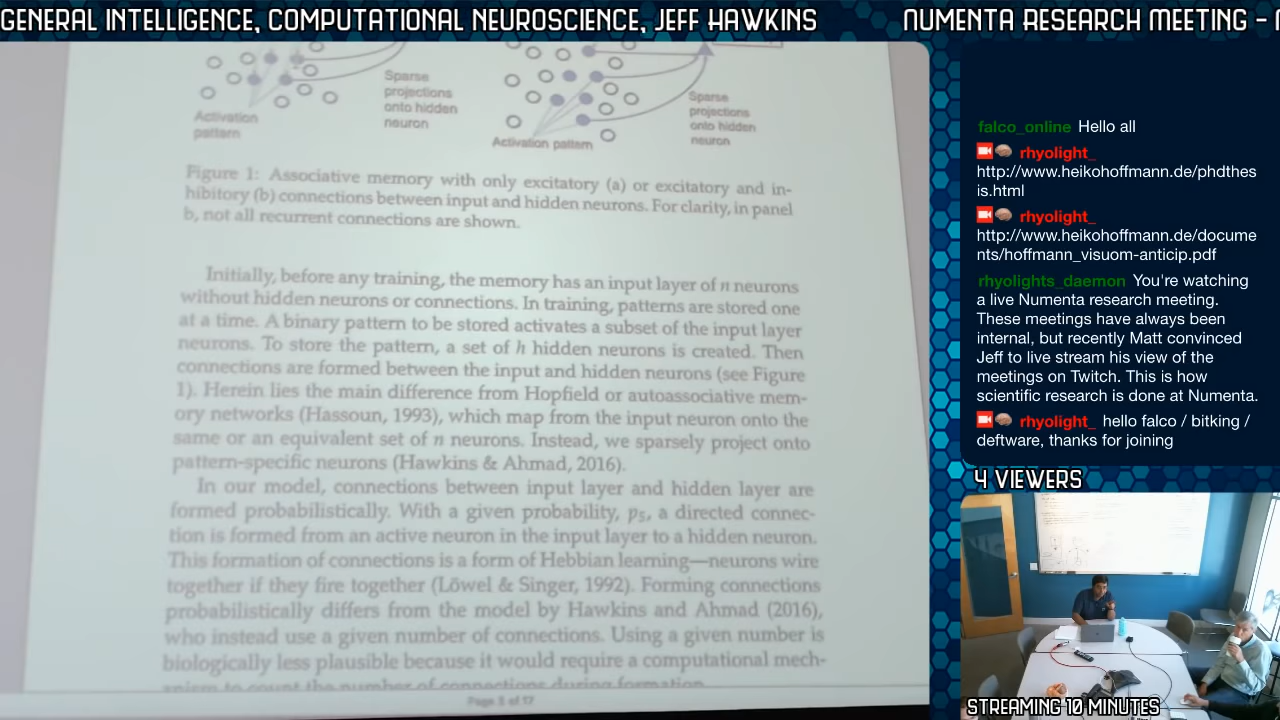 GENERAL INTELLIGENCE, COMPUTATIONAL NEUROSCIENCE, JEFF HAWKINS
NUMENTA RESEARCH MEETING -
Sparse
projections
onto hidden
neuron
Activation
pattern
Sparse
projections
onto hidden
neuron
Activation pattern
Figure 1: Associative memory with only excitatory (a) or excitatory and in-
hibitory (b) connections between input and hidden neurons. For clarity, in panel
b, not all recurrent connections are shown.
Initially, before any training, the memory has an input layer of n neurons
without hidden neurons or connections. In training, patterns are stored one
at a time. A binary pattern to be stored activates a subset of the input layer
neurons. To store the pattern, a set of h hidden neurons is created. Then
connections are formed between the input and hidden neurons (see Figure
1). Herein lies the main difference from Hopfield or autoassociative mem-
ory networks (Hassoun, 1993), which map from the input neuron onto the
same or an equivalent set of n neurons. Instead, we sparsely project onto
pattern-specific neurons (Hawkins & Ahmad, 2016).
In our model, connections between input layer and hidden layer are
formed probabilistically. With a given probability, pS, a directed connec-
tion is formed from an active neuron in the input layer to a hidden neuron.
This formation of connections is a form of Hebbian learning—neurons wire
together if they fire together (Löwel & Singer, 1992). Forming connections
probabilistically differs from the model by Hawkins and Ahmad (2016),
who instead use a given number of connections. Using a given number is
biologically less plausible because it would require a computational mech-
anism to count the number of connections during formation.
Page 5 of 17
falco_online Hello all
rhyolight_
http://www.heikohoffmann.de/phdthes
is.html
rhyolight_
http://www.heikohoffmann.de/docume
nts/hoffmann_visuom-anticip.pdf
rhyolights_daemon You're watching
a live Numenta research meeting.
These meetings have always been
internal, but recently Matt convinced
Jeff to live stream his view of the
meetings on Twitch. This is how
scientific research is done at Numenta.
rhyolight_ hello falco / bitking /
deftware, thanks for joining
4 VIEWERS
STREAMING 10 MINUTES